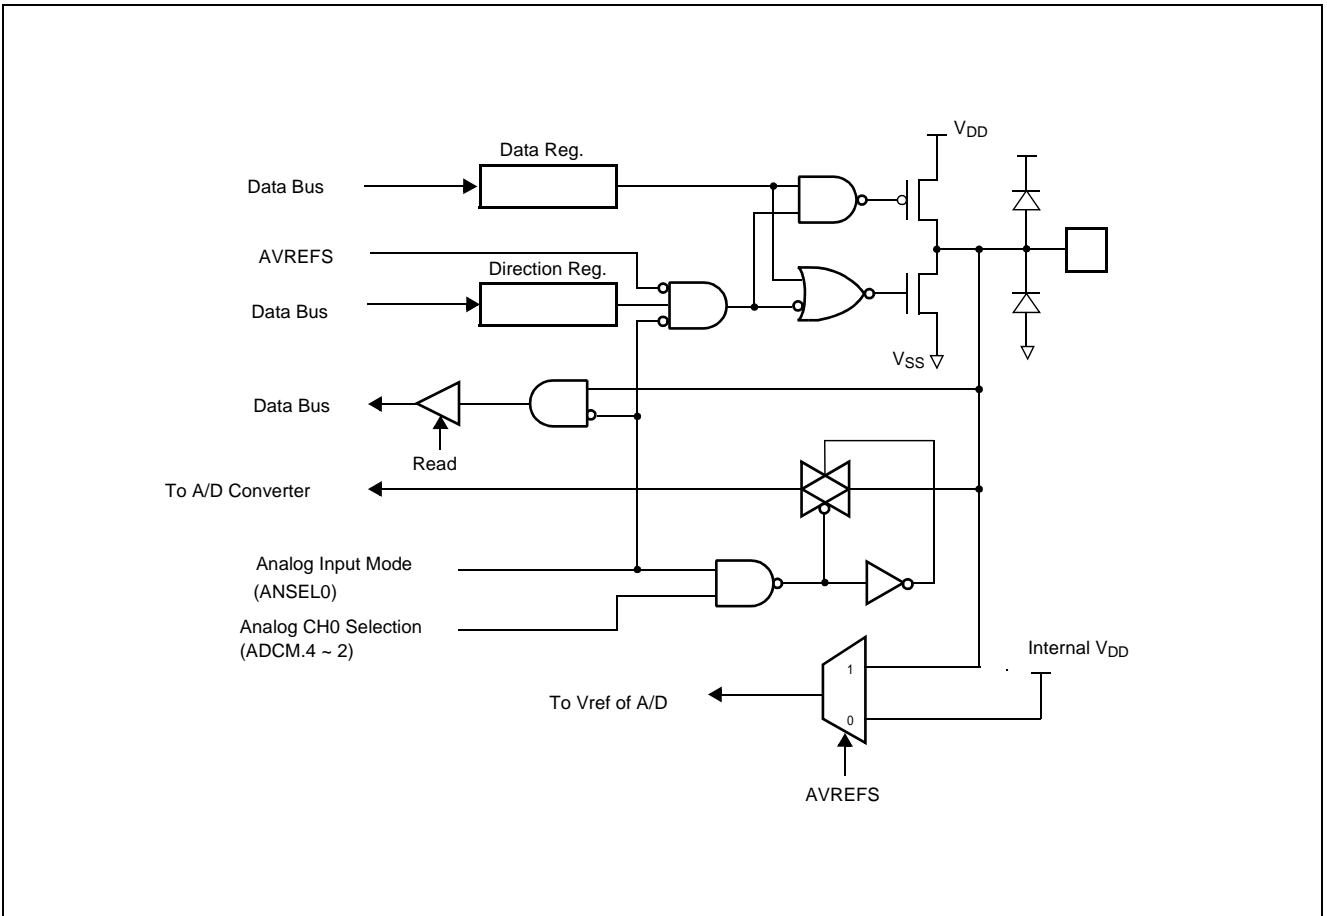 VDD
Data Reg.
Data Bus
AVREFS
Direction Reg.
Data Bus
VSS
Data Bus
Read
To A/D Converter
Analog Input Mode
(ANSEL0)
Analog CH0 Selection
(ADCM.4 ~ 2)
Internal VDD
1
To Vref of A/D
0
AVREFS